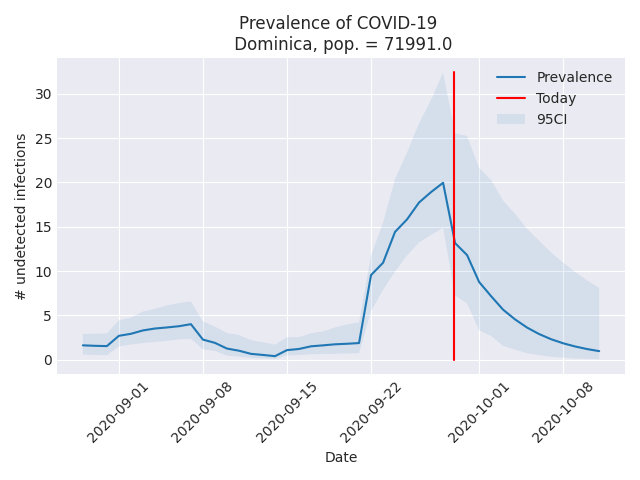 Prevalence of COVID-19
Dominica, pop. = 71991.0
Prevalence
Today
95CI
# undetected infections
30
25
20
15
10
5
0
2020-09-01
2020-09-08
2020-09-15
2020-09-22
2020-10-01
2020-10-08
Date